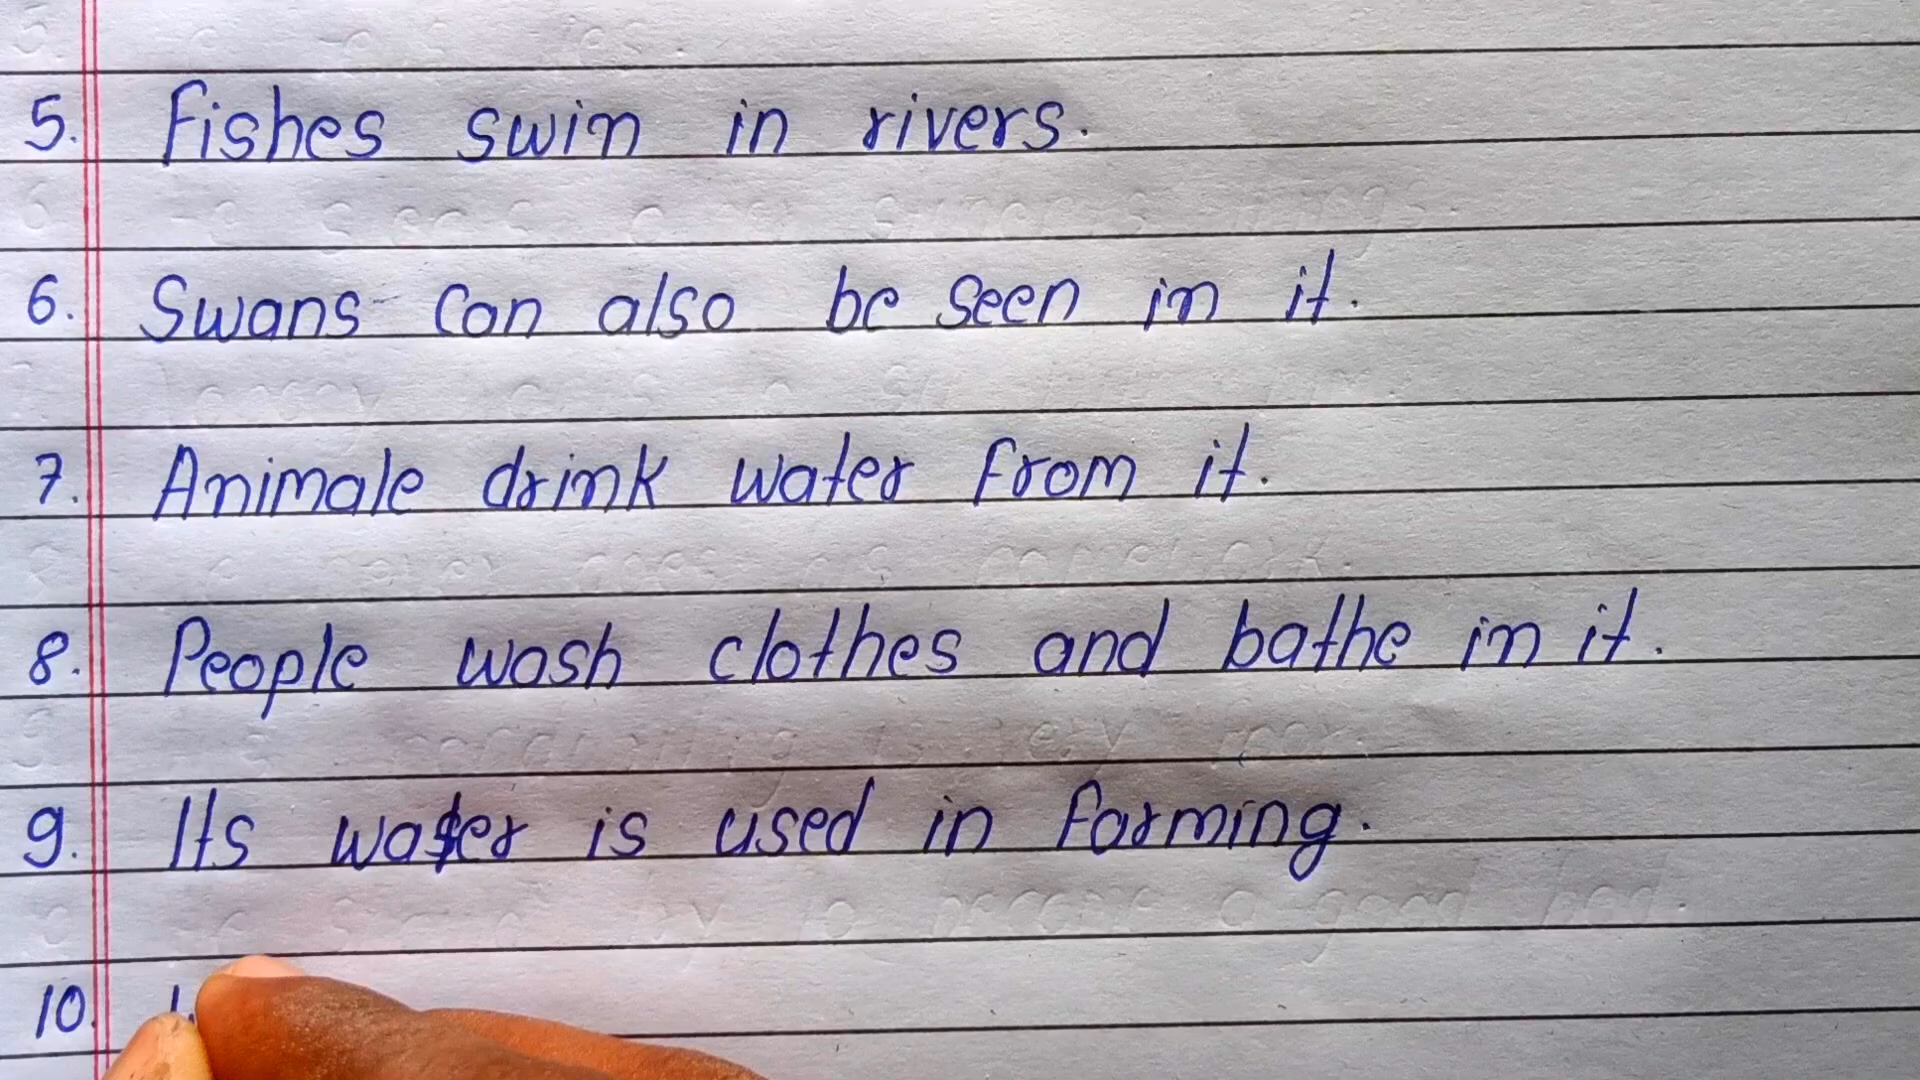 5. Fishes swim in rivers.
6. Swans can also be seen in it.
7. Animale drink water from it.
8. People wash clothes and bathe in it.
9. Its water is used in farming.
10.